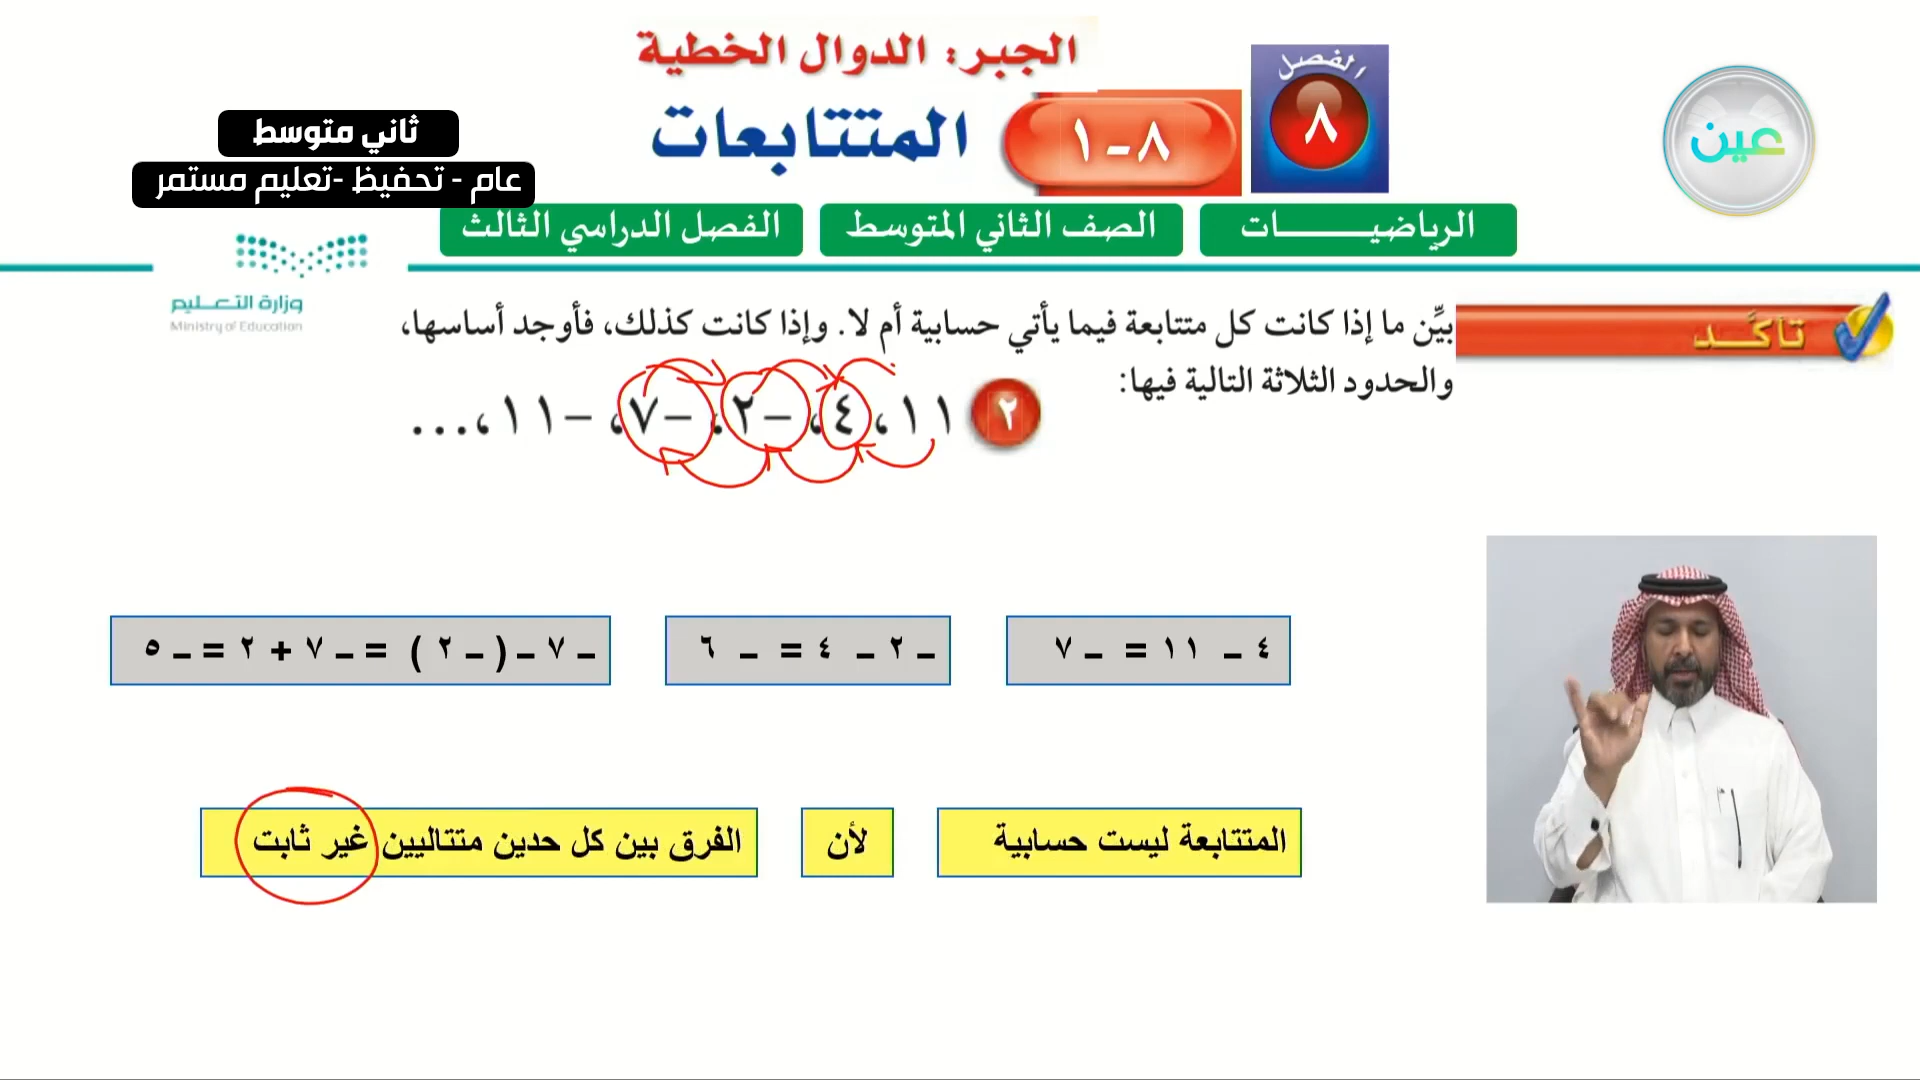 الجبر: الدوال الخطية
الفصل
٨
٨-١
المتتابعات
عين
ثاني متوسط
عام - تحفيظ -تعليم مستمر
الرياضيـــــــــات
الصف الثاني المتوسط
الفصل الدراسي الثالث
وزارة التعـــليم
Ministry of Education
تأكـــد
بيِّن ما إذا كانت كل متتابعة فيما يأتي حسابية أم لا. وإذا كانت كذلك، فأوجد أساسها،
والحدود الثلاثة التالية فيها:
٢ ١١، ٤، -٢، -٧، -١١، ...
٤ – ١١ = – ٧
– ٢ – ٤ = – ٦
– ٧ – ( – ٢ ) = – ٧ + ٢ = – ٥
المتتابعة ليست حسابية
لأن
الفرق بين كل حدين متتاليين غير ثابت